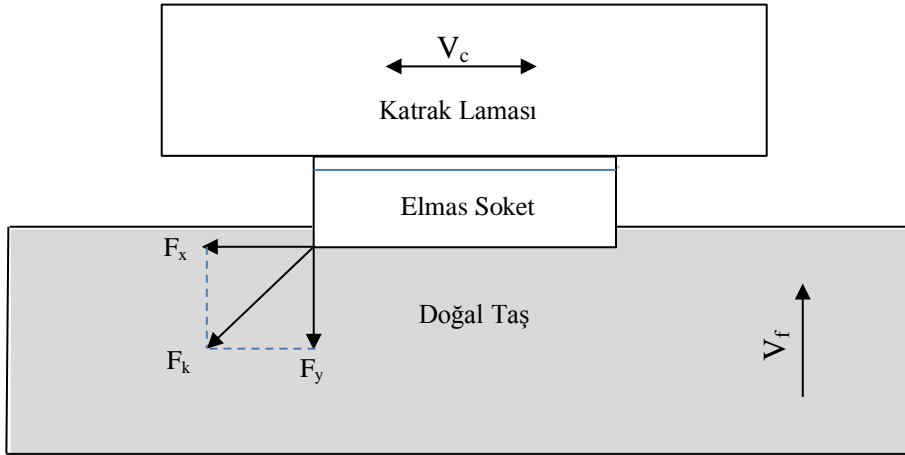 V_c
Katrak Laması
Elmas Soket
F_x
Doğal Taş
V_f
F_k
F_y